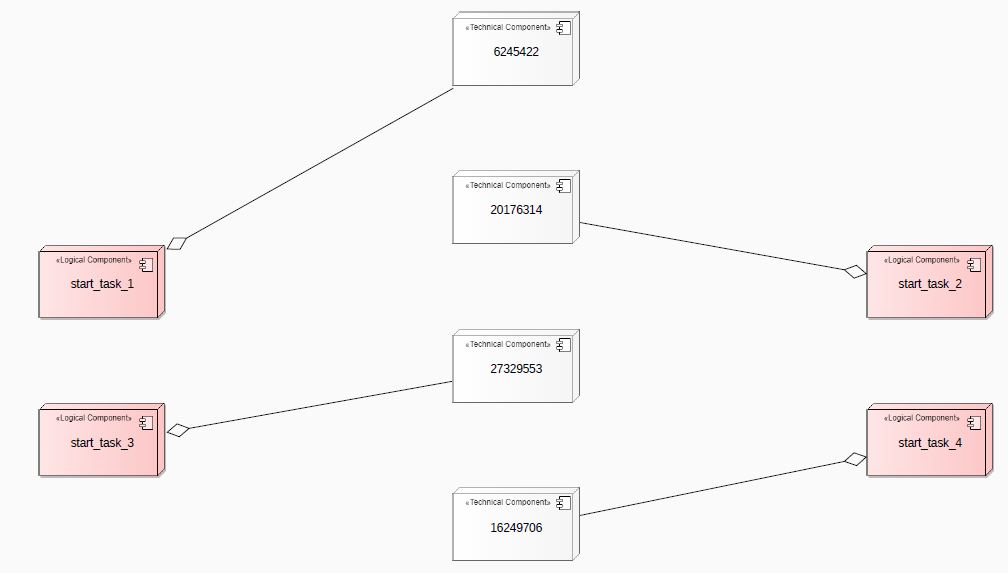 «Technical Component»
6245422
«Technical Component»
20176314
«Logical Component»
start_task_1
«Logical Component»
start_task_2
«Technical Component»
27329553
«Logical Component»
start_task_3
«Logical Component»
start_task_4
«Technical Component»
16249706